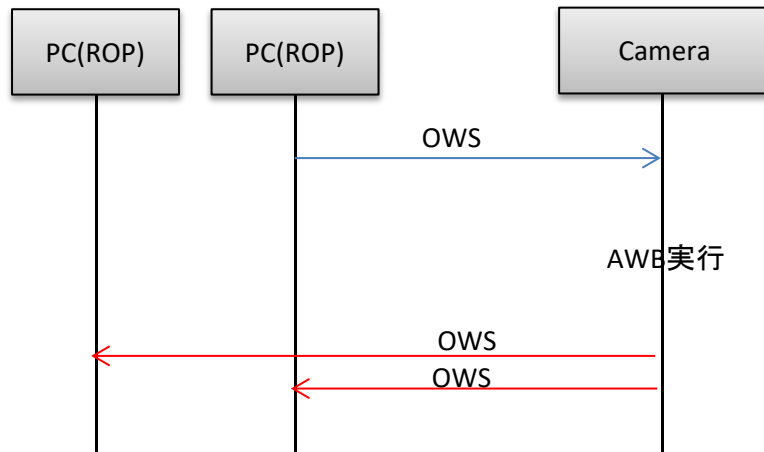 PC(ROP)
PC(ROP)
Camera
OWS
AWB実行
OWS
OWS